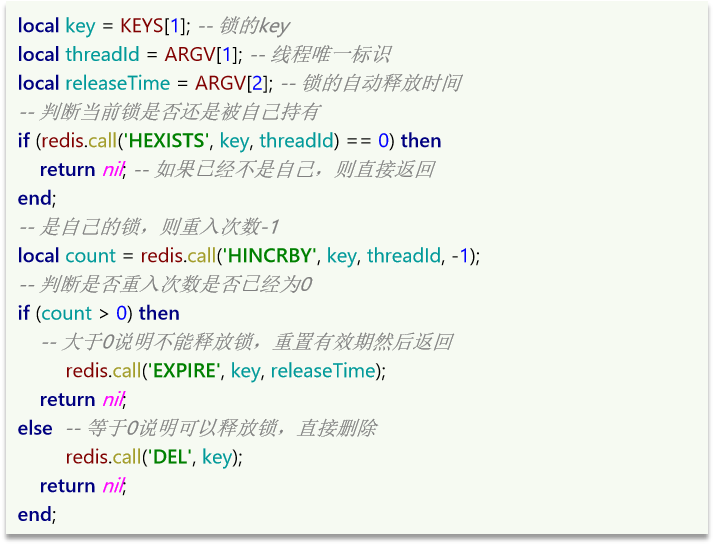 local key = KEYS[1]; -- 锁的key
local threadId = ARGV[1]; -- 线程唯一标识
local releaseTime = ARGV[2]; -- 锁的自动释放时间
-- 判断当前锁是否还是被自己持有
if (redis.call('HEXISTS', key, threadId) == 0) then
return nil; -- 如果已经不是自己，则直接返回
end;
-- 是自己的锁，则重入次数-1
local count = redis.call('HINCRBY', key, threadId, -1);
-- 判断是否重入次数是否已经为0
if (count > 0) then
-- 大于0说明不能释放锁，重置有效期然后返回
redis.call('EXPIRE', key, releaseTime);
return nil;
else -- 等于0说明可以释放锁，直接删除
redis.call('DEL', key);
return nil;
end;